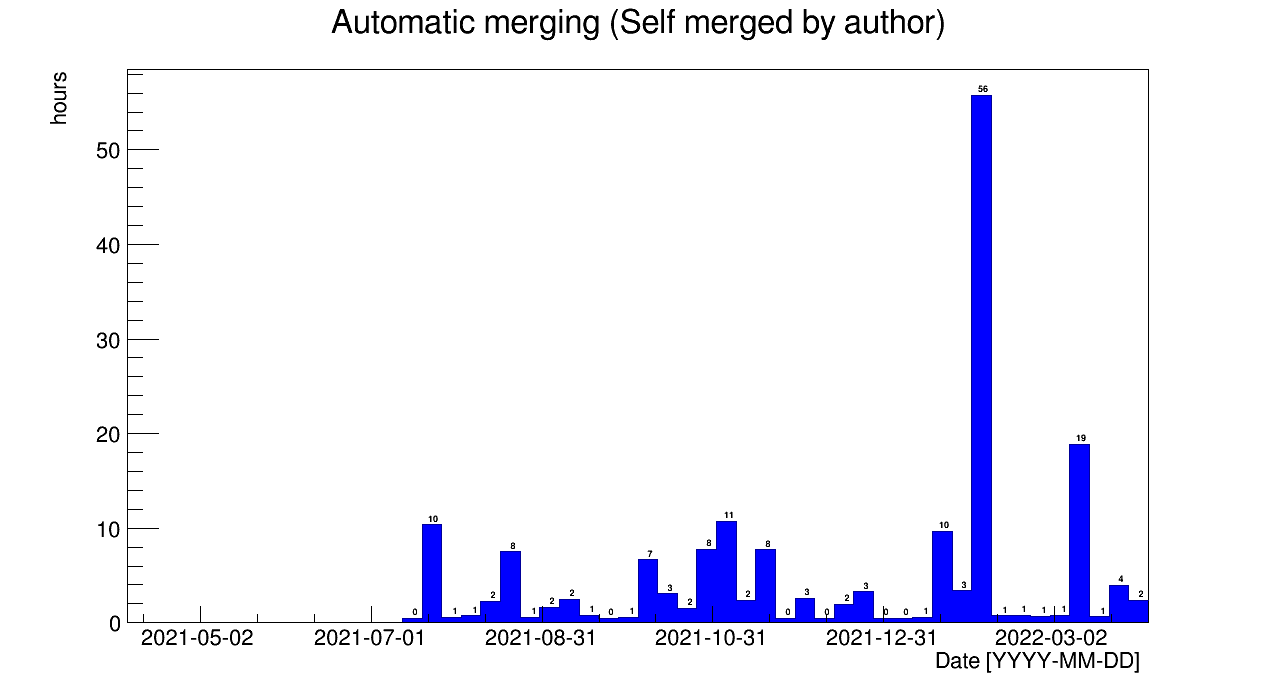 Automatic merging (Self merged by author)
hours
50
40
30
20
10
0
56
19
11
10 10
8 8 8
7
4
0 1 1 2 1 2 2 1 0 1 3 2 2 0 3 0 2 3 0 0 1 3 1 1 1 1 1 2
2021-05-02 2021-07-01 2021-08-31 2021-10-31 2021-12-31 2022-03-02
Date [YYYY-MM-DD]